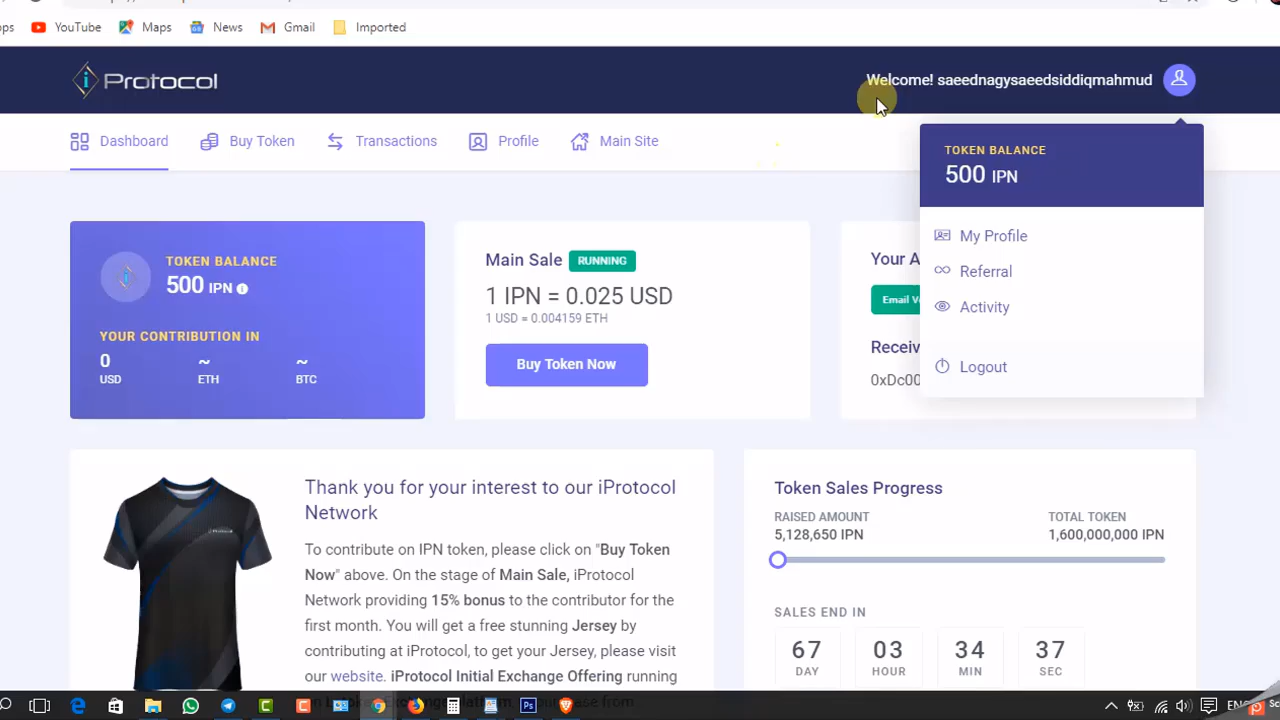 YouTube Maps News Gmail Imported
i Protocol
Welcome! saeednagysaeedsiddiqmahmud
Dashboard Buy Token Transactions Profile Main Site
TOKEN BALANCE
500 IPN
My Profile
Referral
Activity
Logout
TOKEN BALANCE
500 IPN
YOUR CONTRIBUTION IN
0 ~ ~
USD ETH BTC
Main Sale RUNNING
1 IPN = 0.025 USD
1 USD = 0.004159 ETH
Buy Token Now
Your A
Email
Receiv
0xDc00
Protocol
Thank you for your interest to our iProtocol
Network
To contribute on IPN token, please click on "Buy Token
Now" above. On the stage of Main Sale, iProtocol
Network providing 15% bonus to the contributor for the
first month. You will get a free stunning Jersey by
contributing at iProtocol, to get your Jersey, please visit
our website. iProtocol Initial Exchange Offering running
Token Sales Progress
RAISED AMOUNT TOTAL TOKEN
5,128,650 IPN 1,600,000,000 IPN
SALES END IN
67 03 34 37
DAY HOUR MIN SEC